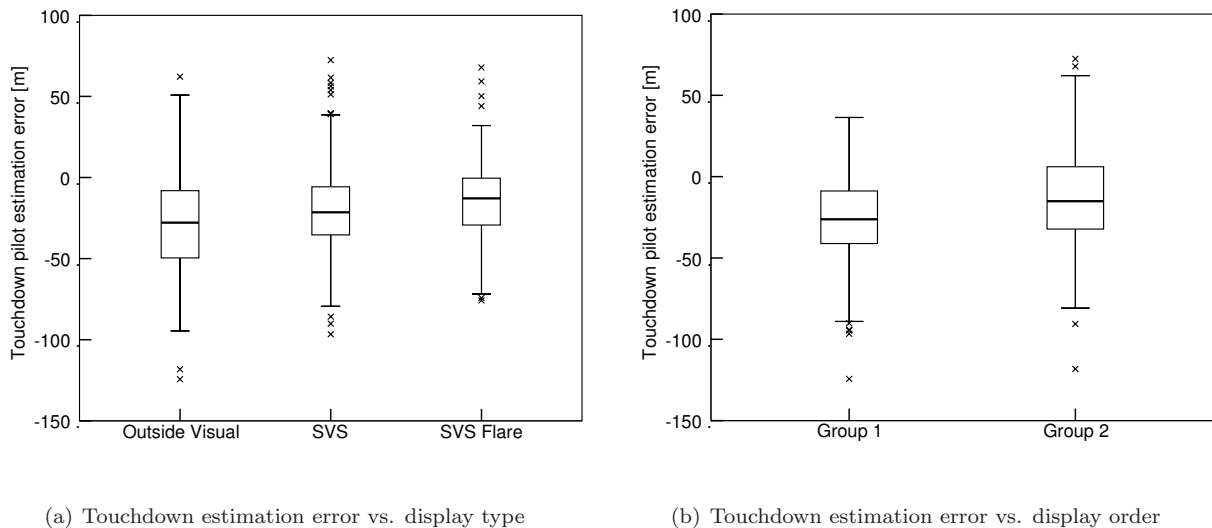 Touchdown pilot estimation error [m]
100
50
0
-50
-100
-150
Outside Visual SVS SVS Flare
(a) Touchdown estimation error vs. display type
Touchdown pilot estimation error [m]
100
50
0
-50
-100
-150
Group 1 Group 2
(b) Touchdown estimation error vs. display order